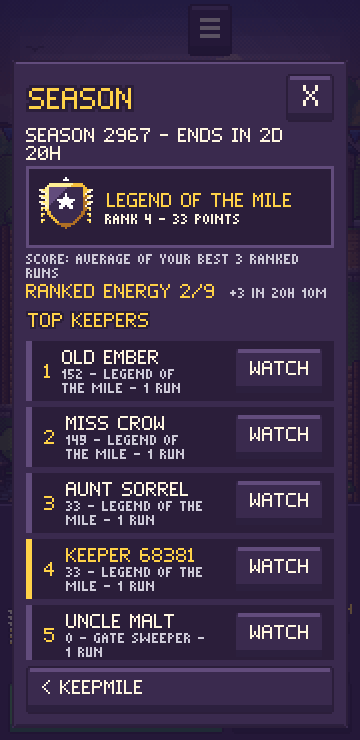 SEASON
X
SEASON 2967 - ENDS IN 2D
20H
LEGEND OF THE MILE
RANK 4 - 33 POINTS
SCORE: AVERAGE OF YOUR BEST 3 RANKED
RUNS
RANKED ENERGY 2/9 +3 IN 20H 10M
TOP KEEPERS
1 OLD EMBER
152 - LEGEND OF
THE MILE - 1 RUN
WATCH
2 MISS CROW
149 - LEGEND OF
THE MILE - 1 RUN
WATCH
3 AUNT SORREL
33 - LEGEND OF THE
MILE - 1 RUN
WATCH
4 KEEPER 68381
33 - LEGEND OF THE
MILE - 1 RUN
WATCH
5 UNCLE MALT
0 - GATE SWEEPER -
1 RUN
WATCH
< KEEPMILE